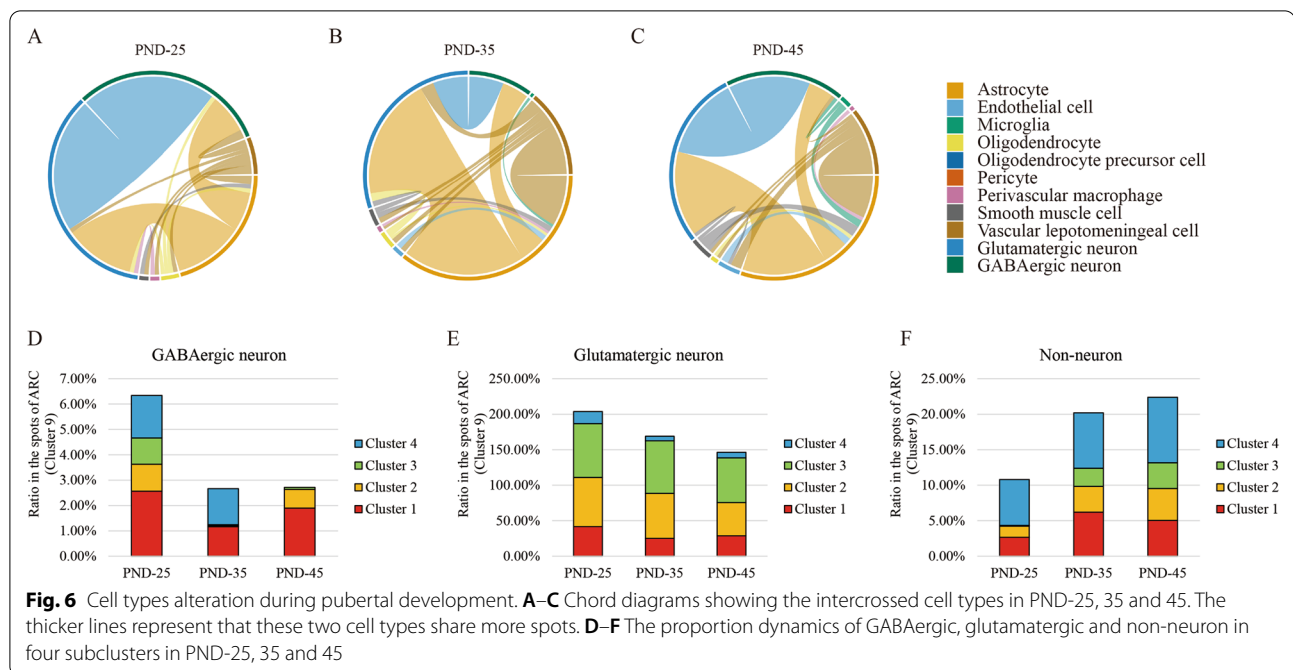 A
PND-25
B
PND-35
C
PND-45
Astrocyte
Endothelial cell
Microglia
Oligodendrocyte
Oligodendrocyte precursor cell
Pericyte
Perivascular macrophage
Smooth muscle cell
Vascular lepotomeningeal cell
Glutamatergic neuron
GABAergic neuron
D
GABAergic neuron
Ratio in the spots of ARC
(Cluster 9)
7.00%
6.00%
5.00%
4.00%
3.00%
2.00%
1.00%
0.00%
PND-25 PND-35 PND-45
Cluster 4
Cluster 3
Cluster 2
Cluster 1
E
Glutamatergic neuron
Ratio in the spots of ARC
(Cluster 9)
250.00%
200.00%
150.00%
100.00%
50.00%
0.00%
PND-25 PND-35 PND-45
Cluster 4
Cluster 3
Cluster 2
Cluster 1
F
Non-neuron
Ratio in the spots of ARC
(Cluster 9)
25.00%
20.00%
15.00%
10.00%
5.00%
0.00%
PND-25 PND-35 PND-45
Cluster 4
Cluster 3
Cluster 2
Cluster 1
Fig. 6 Cell types alteration during pubertal development. A–C Chord diagrams showing the intercrossed cell types in PND-25, 35 and 45. The
thicker lines represent that these two cell types share more spots. D–F The proportion dynamics of GABAergic, glutamatergic and non-neuron in
four subclusters in PND-25, 35 and 45